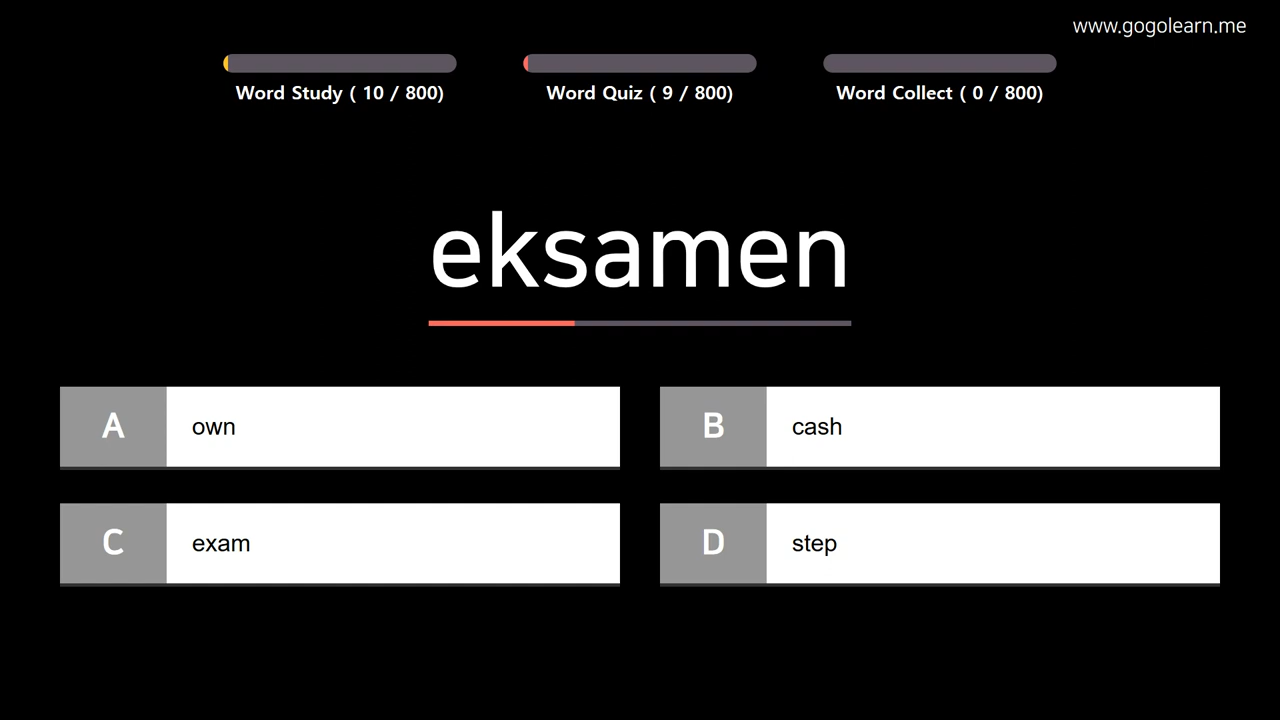 www.gogolearn.me
Word Study ( 10 / 800)
Word Quiz ( 9 / 800)
Word Collect ( 0 / 800)
eksamen
A own
B cash
C exam
D step